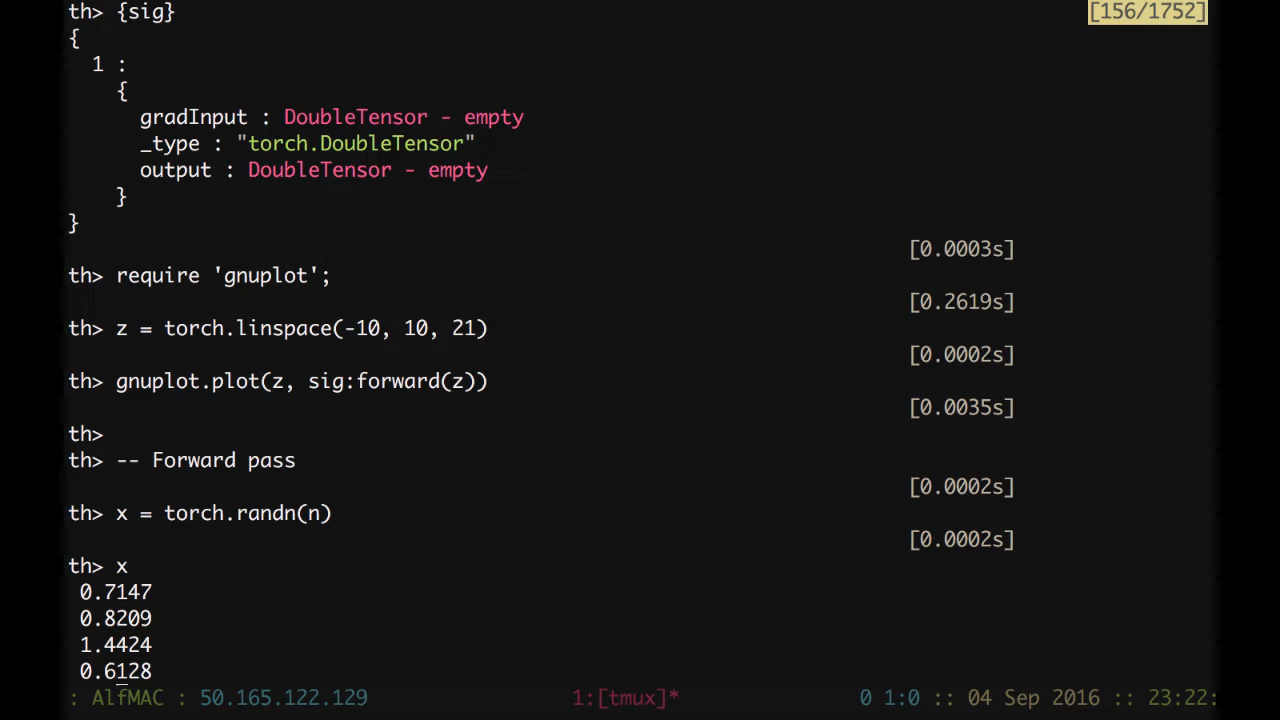 th> {sig}
[156/1752]
{
1 :
{
gradInput : DoubleTensor - empty
_type : "torch.DoubleTensor"
output : DoubleTensor - empty
}
}
[0.0003s]
th> require 'gnuplot';
[0.2619s]
th> z = torch.linspace(-10, 10, 21)
[0.0002s]
th> gnuplot.plot(z, sig:forward(z))
[0.0035s]
th>
th> -- Forward pass
[0.0002s]
th> x = torch.randn(n)
[0.0002s]
th> x
0.7147
0.8209
1.4424
0.6128
: AlfMAC : 50.165.122.129 1:[tmux]* 0 1:0 :: 04 Sep 2016 :: 23:22: